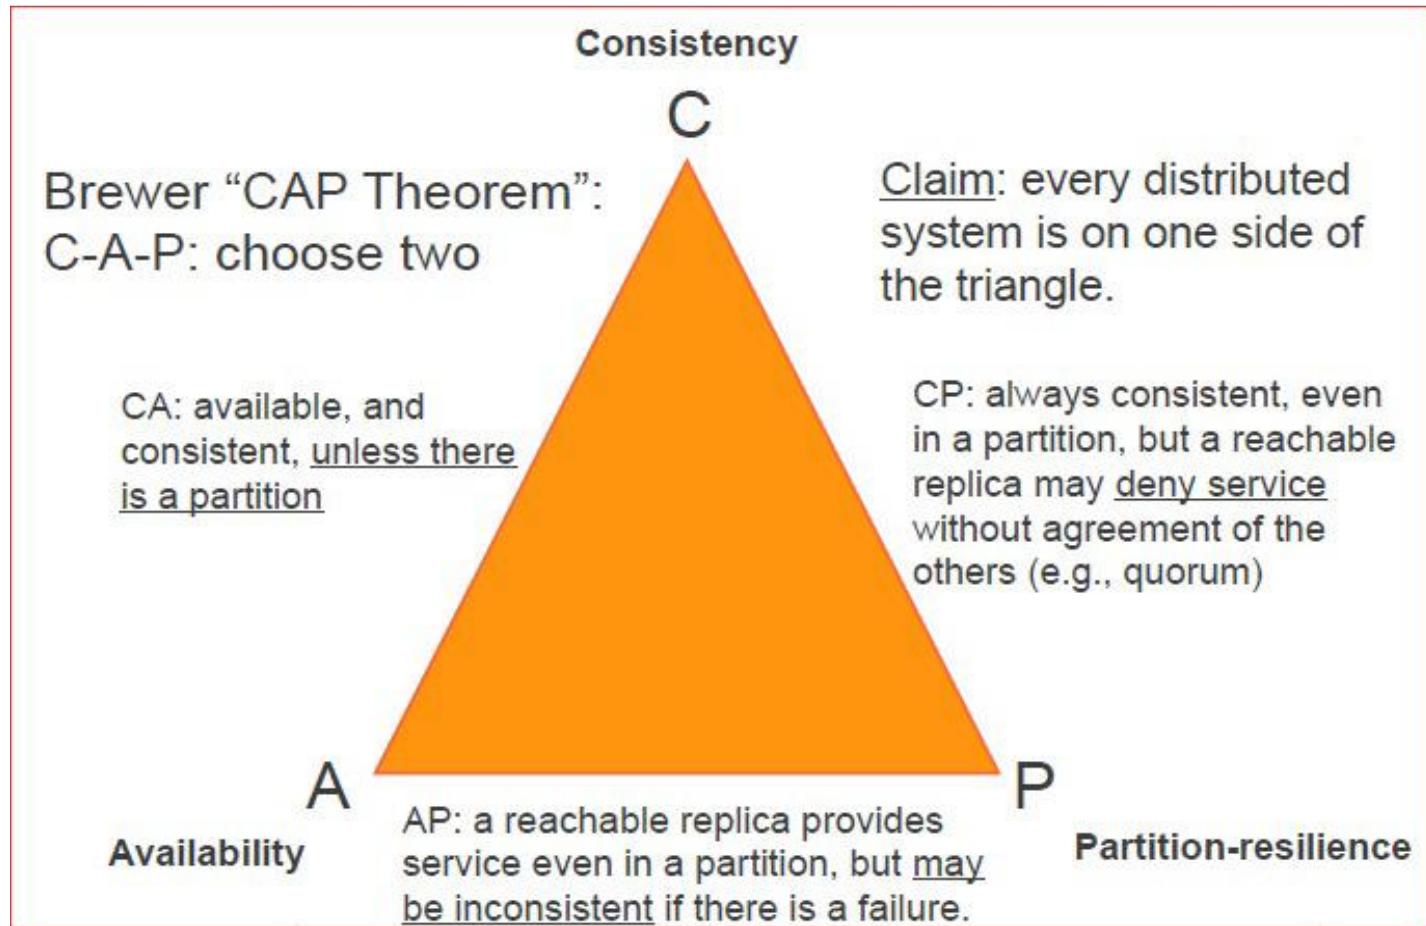 Consistency
C
Brewer “CAP Theorem”:
C-A-P: choose two
Claim: every distributed
system is on one side of
the triangle.
CA: available, and
consistent, unless there
is a partition
CP: always consistent, even
in a partition, but a reachable
replica may deny service
without agreement of the
others (e.g., quorum)
A
P
Availability
AP: a reachable replica provides
service even in a partition, but may
be inconsistent if there is a failure.
Partition-resilience